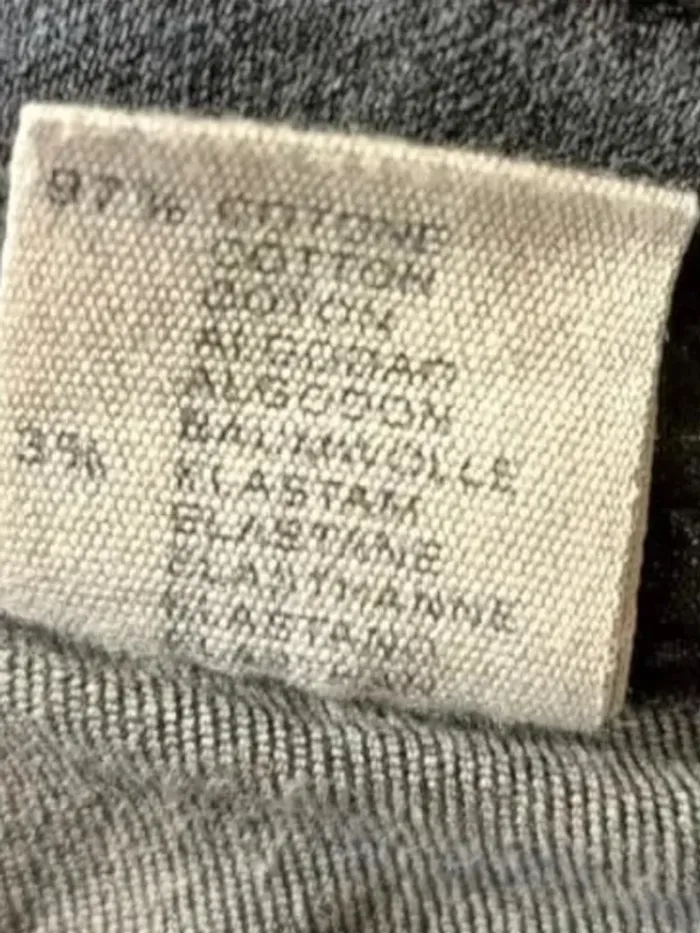 97% COTONE
COTTON
COTON
ALGODAO
ALGODON
BAUMWOLLE
3% ELASTAM
ELASTANE
ELASTHANNE
ELASTANO